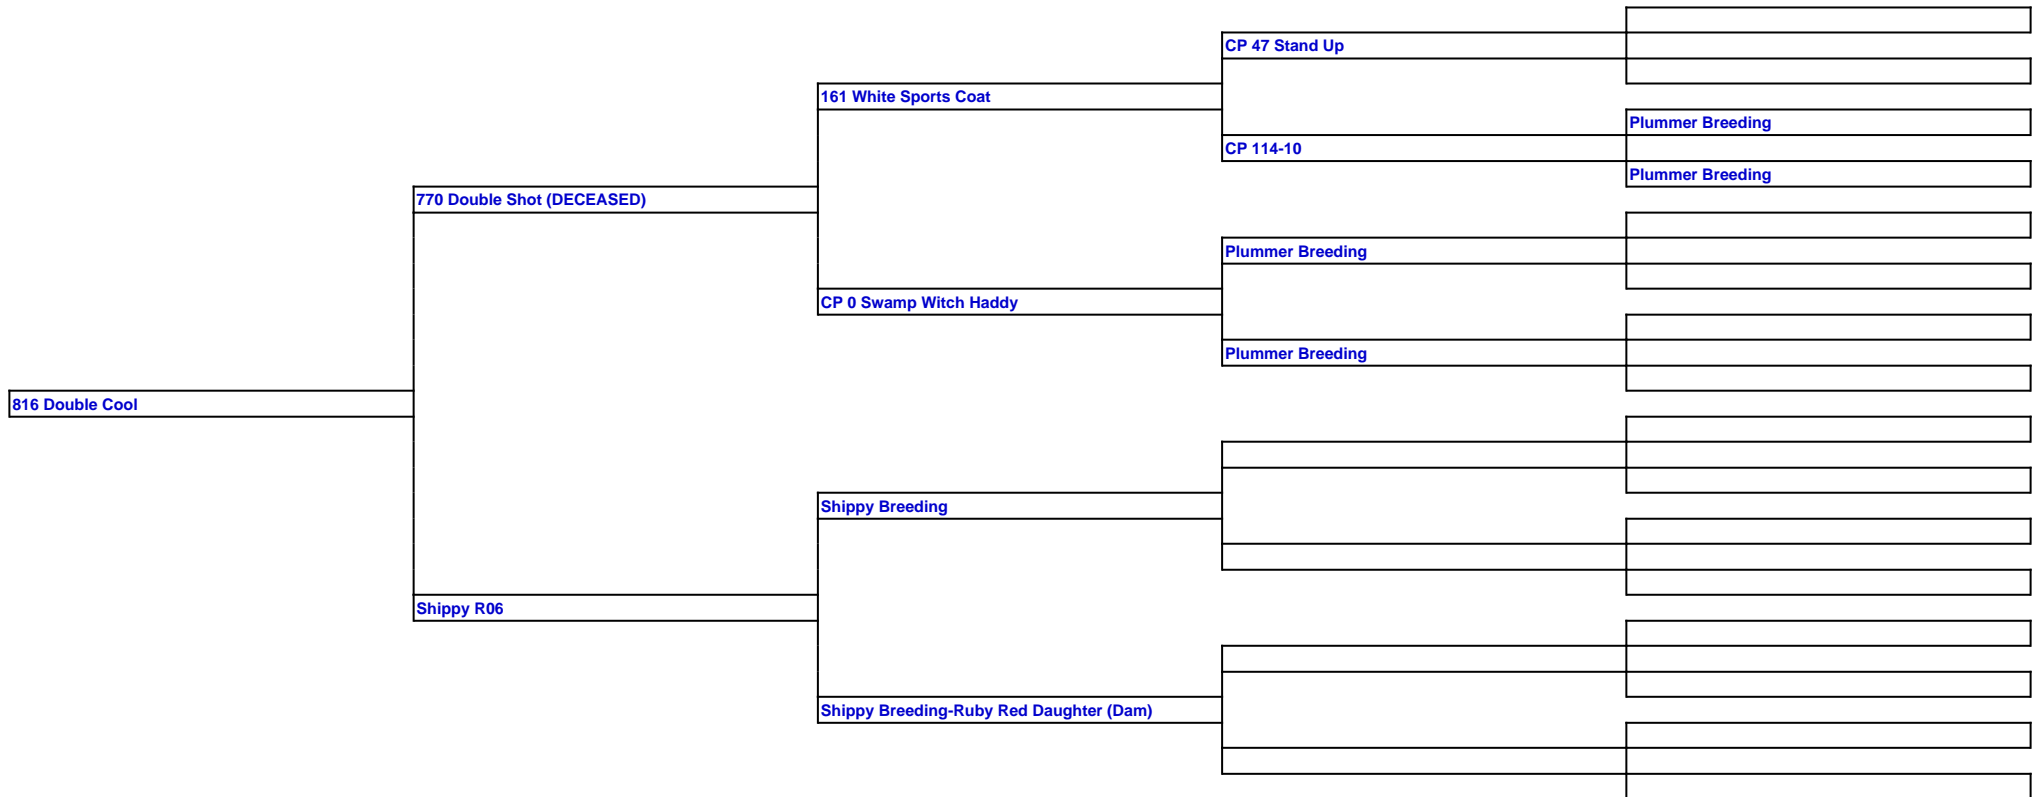 CP 47 Stand Up
161 White Sports Coat
Plummer Breeding
CP 114-10
Plummer Breeding
770 Double Shot (DECEASED)
Plummer Breeding
CP 0 Swamp Witch Haddy
Plummer Breeding
816 Double Cool
Shippy Breeding
Shippy R06
Shippy Breeding-Ruby Red Daughter (Dam)